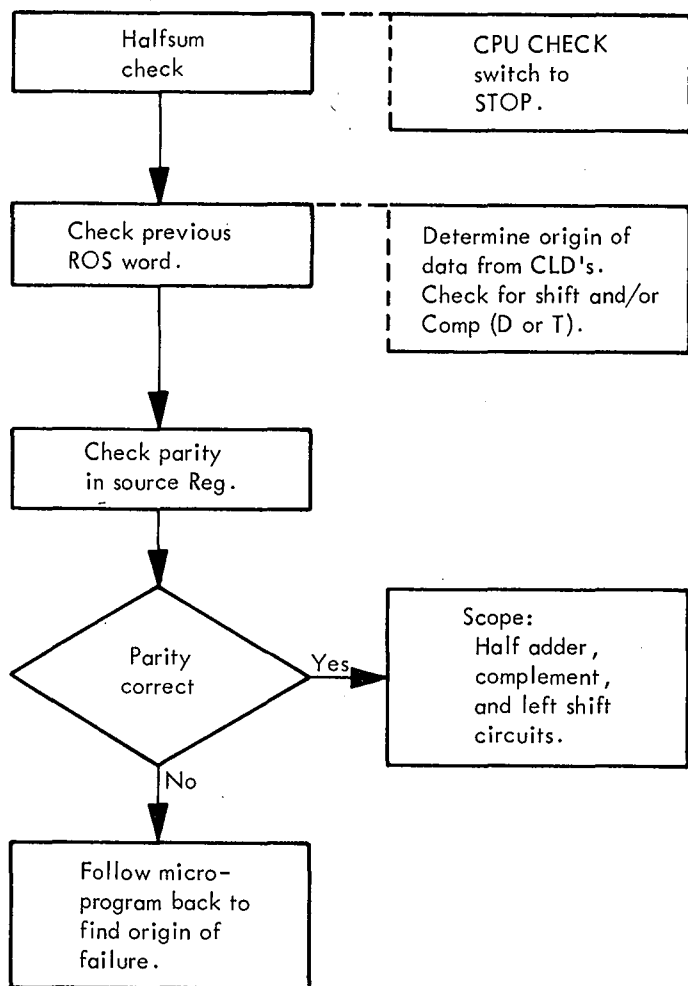 Halfsum
check
CPU CHECK
switch to
STOP.
Check previous
ROS word.
Determine origin of
data from CLD's.
Check for shift and/or
Comp (D or T).
Check parity
in source Reg.
Parity
correct
Yes
Scope:
Half adder,
complement,
and left shift
circuits.
No
Follow micro-
program back to
find origin of
failure.